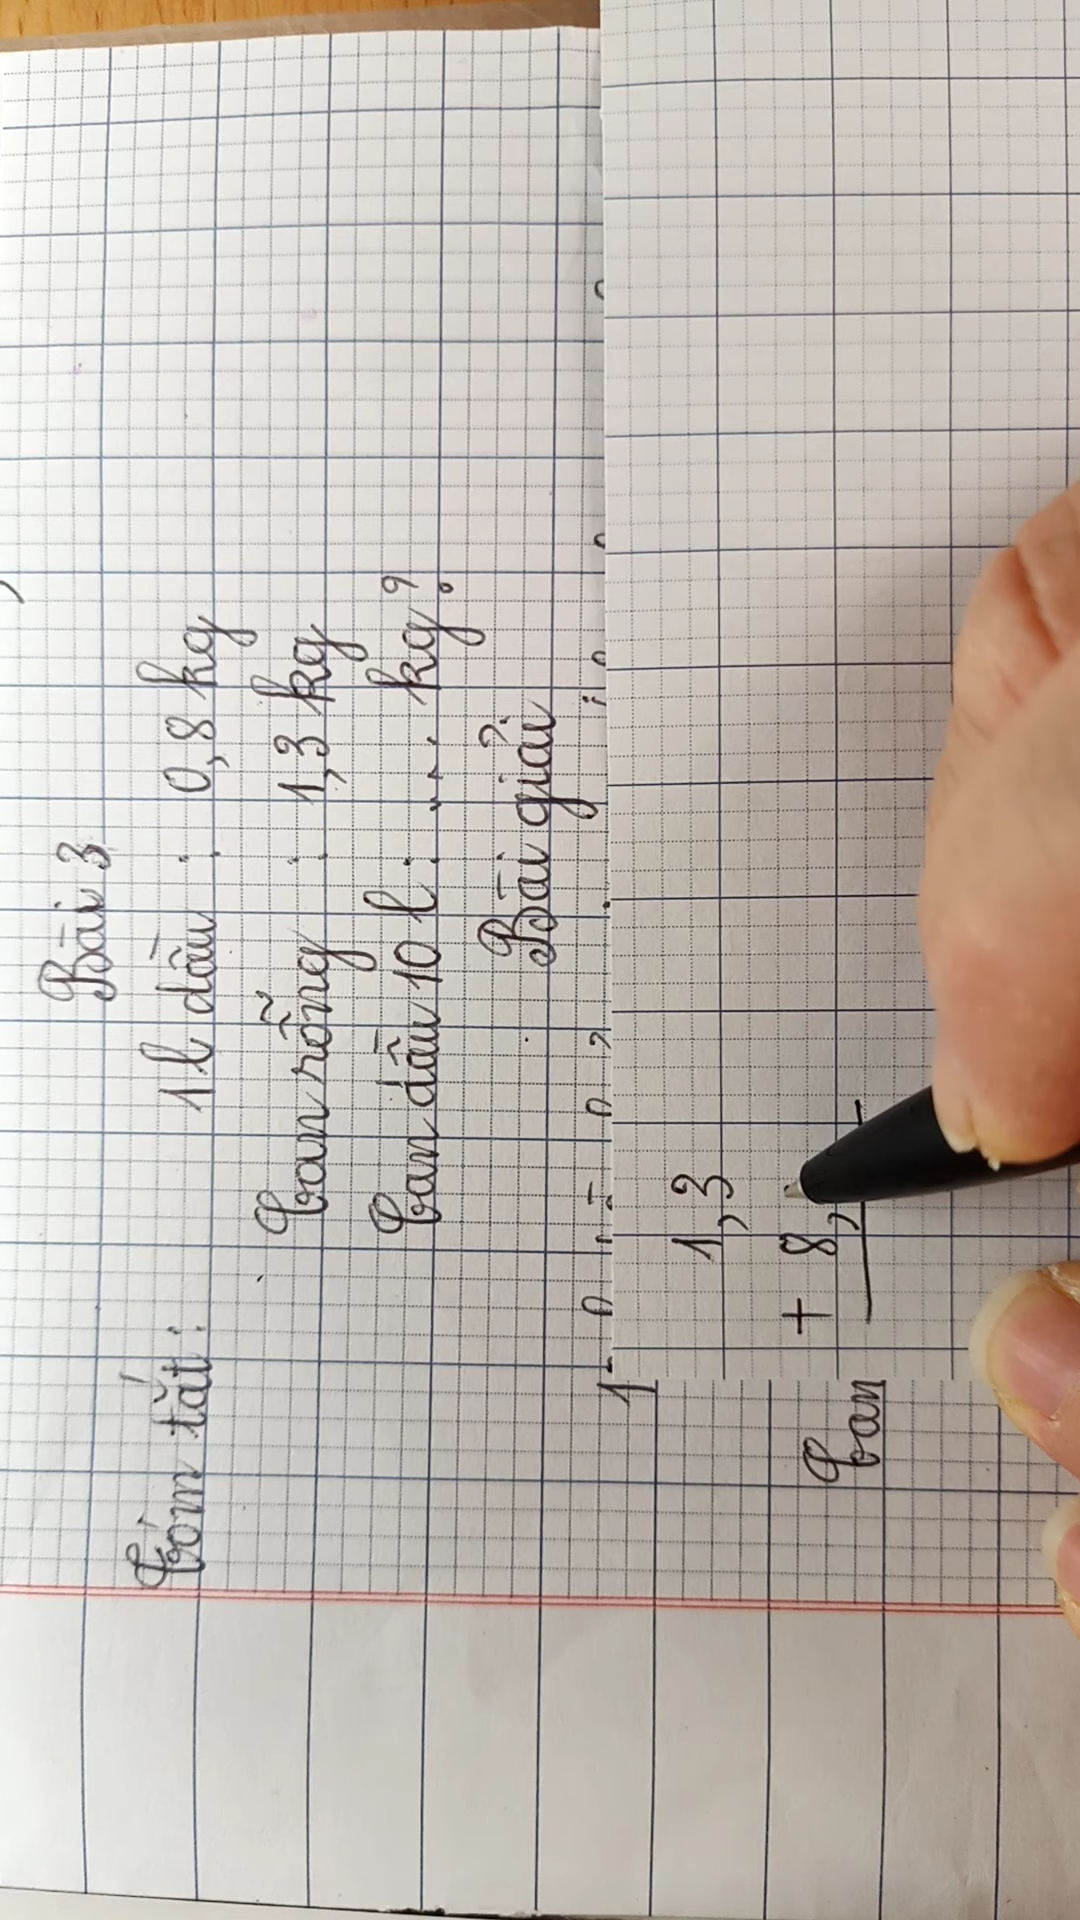 Bài 3
Tóm tắt:
1l dầu : 0,8 kg
Can rỗng : 1,3 kg
Can dầu 10 l : ... kg?
Bài giải
1
1,3
+ 8,
Can